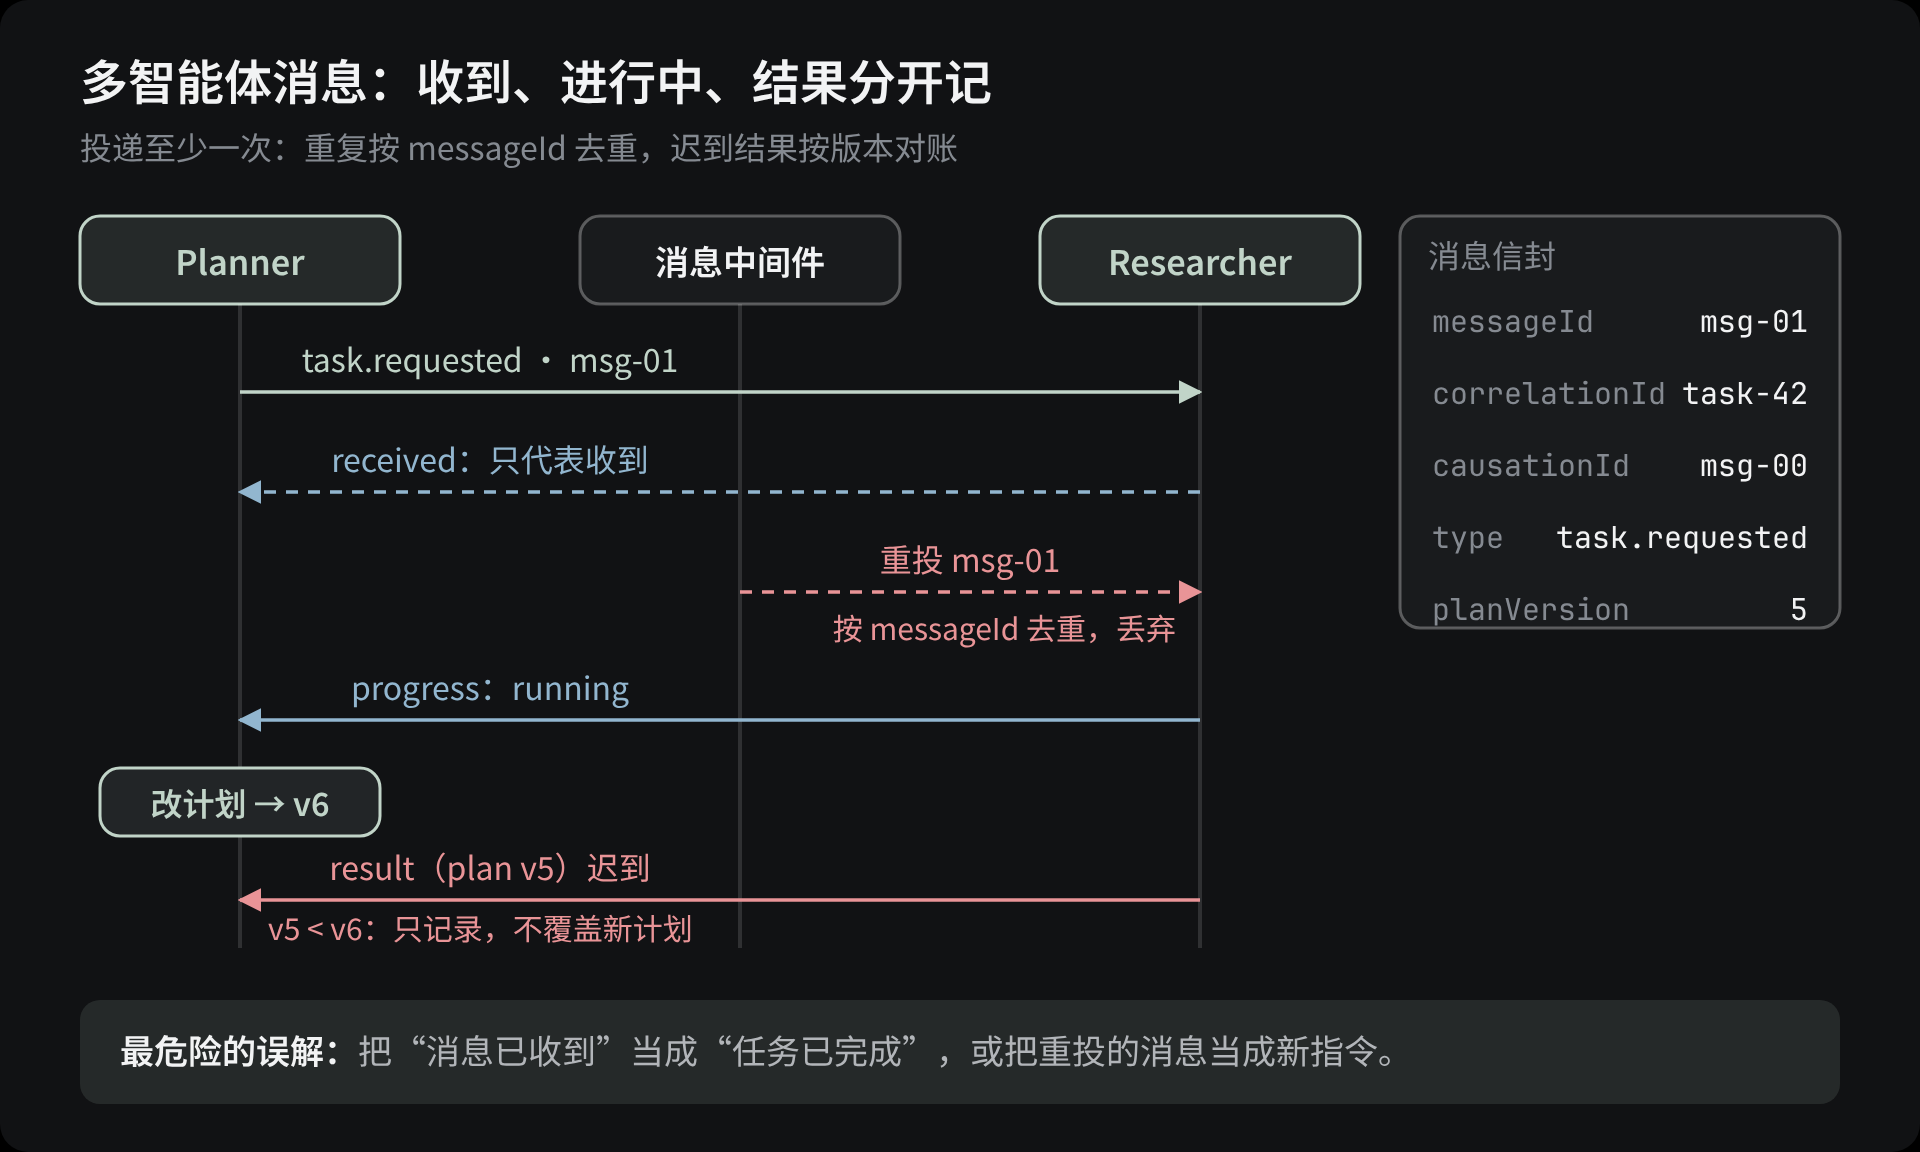 多智能体消息：收到、进行中、结果分开记
投递至少一次：重复按 messageId 去重，迟到结果按版本对账
Planner
消息中间件
Researcher
消息信封
messageId msg-01
correlationId task-42
causationId msg-00
type task.requested
planVersion 5
task.requested · msg-01
received：只代表收到
重投 msg-01
按 messageId 去重，丢弃
progress：running
改计划 → v6
result（plan v5）迟到
v5 < v6：只记录，不覆盖新计划
最危险的误解：把“消息已收到”当成“任务已完成”，或把重投的消息当成新指令。